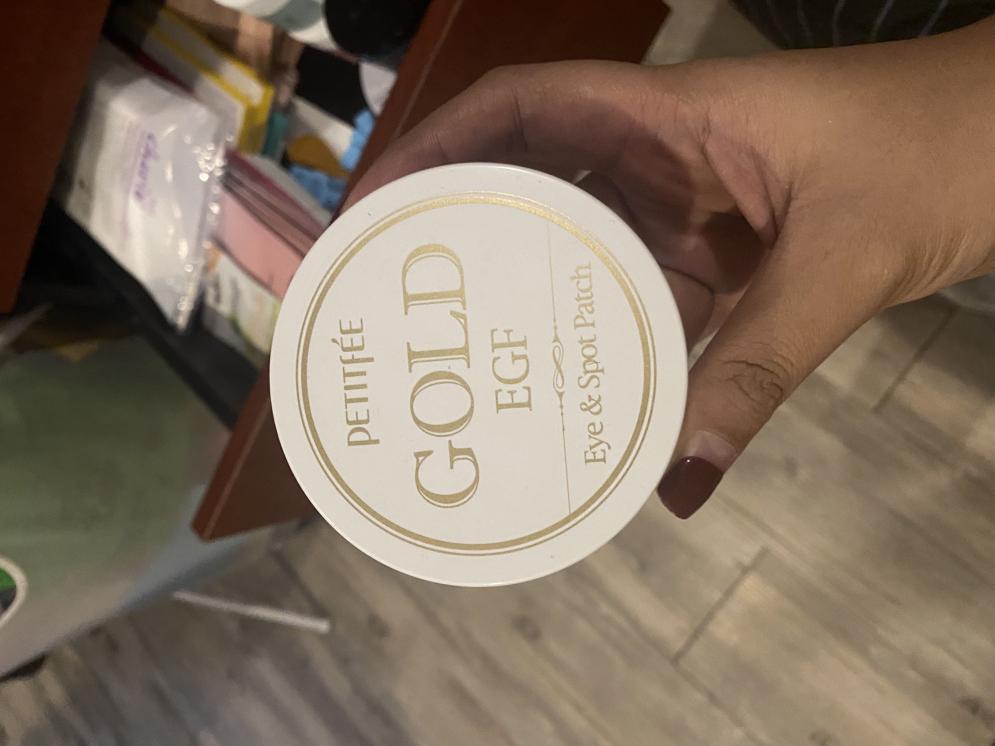 PETITFÉE
GOLD
EGF
Eye & Spot Patch